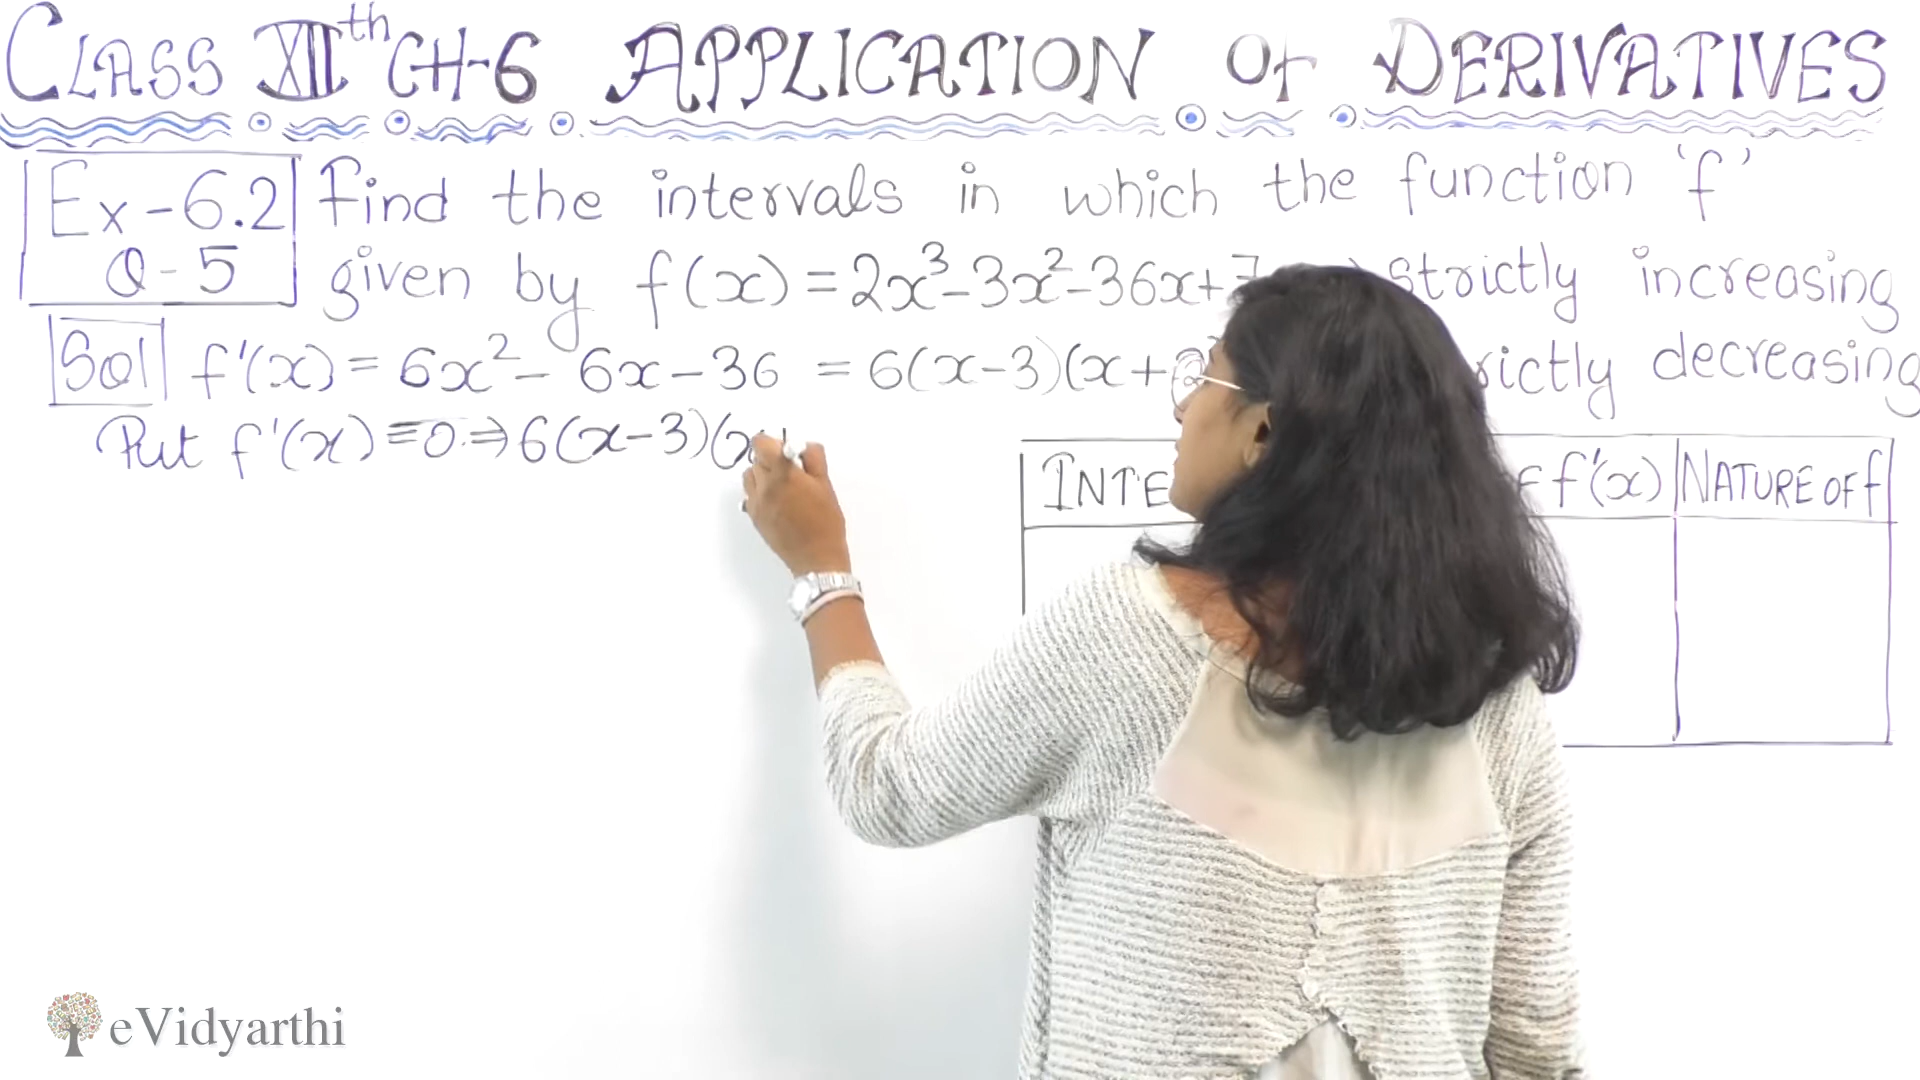 CLASS XIIth CH-6 APPLICATION OF DERIVATIVES
Ex-6.2 Find the intervals in which the function 'f'
Q-5 given by f(x) = 2x³-3x²-36x+7 strictly increasing
Sol f'(x) = 6x² - 6x - 36 = 6(x-3)(x+ decreasing
Put f'(x) = 0 ⇒ 6(x-3)(x+
f'(x) NATURE OF f
eVidyarthi